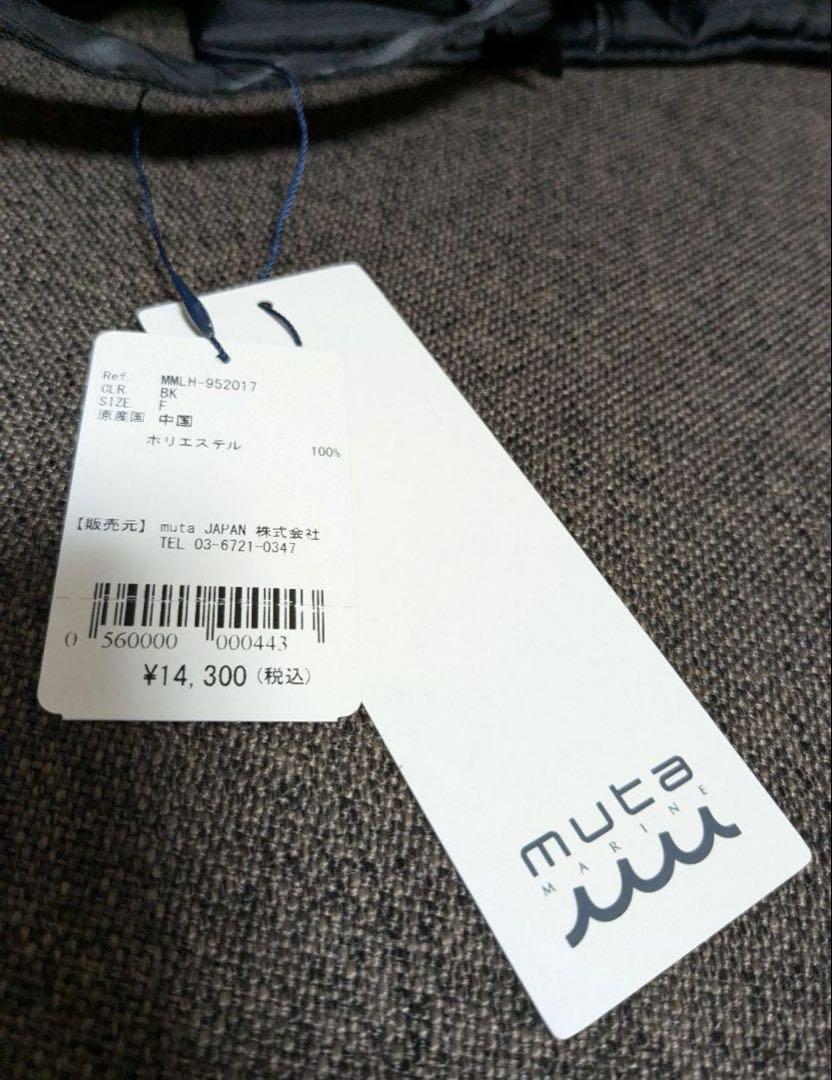 Ref. MMLH-952017
CLR. BK
SIZE. F
原産国 中国
ポリエステル 100%
【販売元】 muta JAPAN 株式会社
TEL 03-6721-0347
0 560000 000443
¥14,300(税込)
muta
MARINE